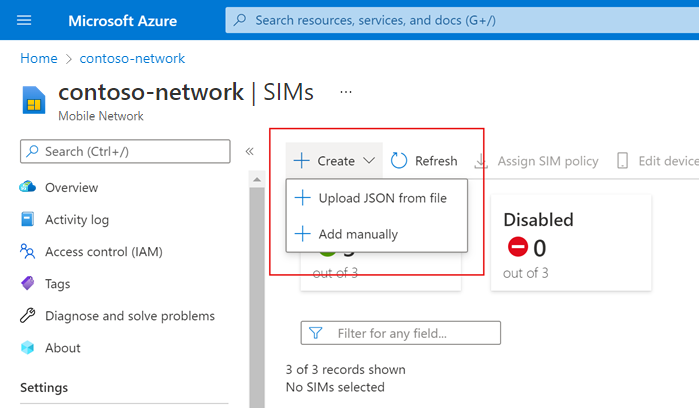 Microsoft Azure
Search resources, services, and docs (G+/)
Home > contoso-network
contoso-network | SIMs ...
Mobile Network
Search (Ctrl+/)
«
Create
Refresh
Assign SIM policy
Edit device
Overview
Activity log
Access control (IAM)
Tags
Diagnose and solve problems
About
Settings
Upload JSON from file
Add manually
out of 3
Disabled
0
out of 3
Filter for any field...
3 of 3 records shown
No SIMs selected